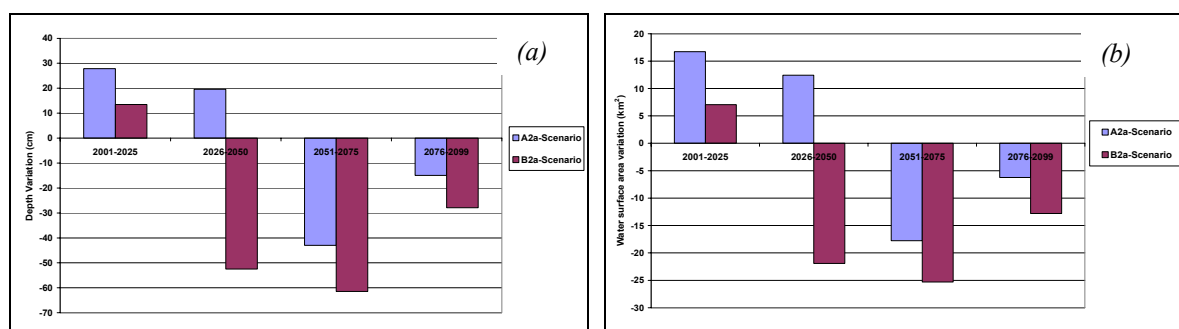 (a)
Depth Variation (cm)
40
30
20
10
0
-10
-20
-30
-40
-50
-60
-70
2001-2025 2026-2050 2051-2075 2076-2099
A2a-Scenario
B2a-Scenario
(b)
Water surface area variation (km²)
20
15
10
5
0
-5
-10
-15
-20
-25
-30
2001-2025 2026-2050 2051-2075 2076-2099
A2a-Scenario
B2a-Scenario